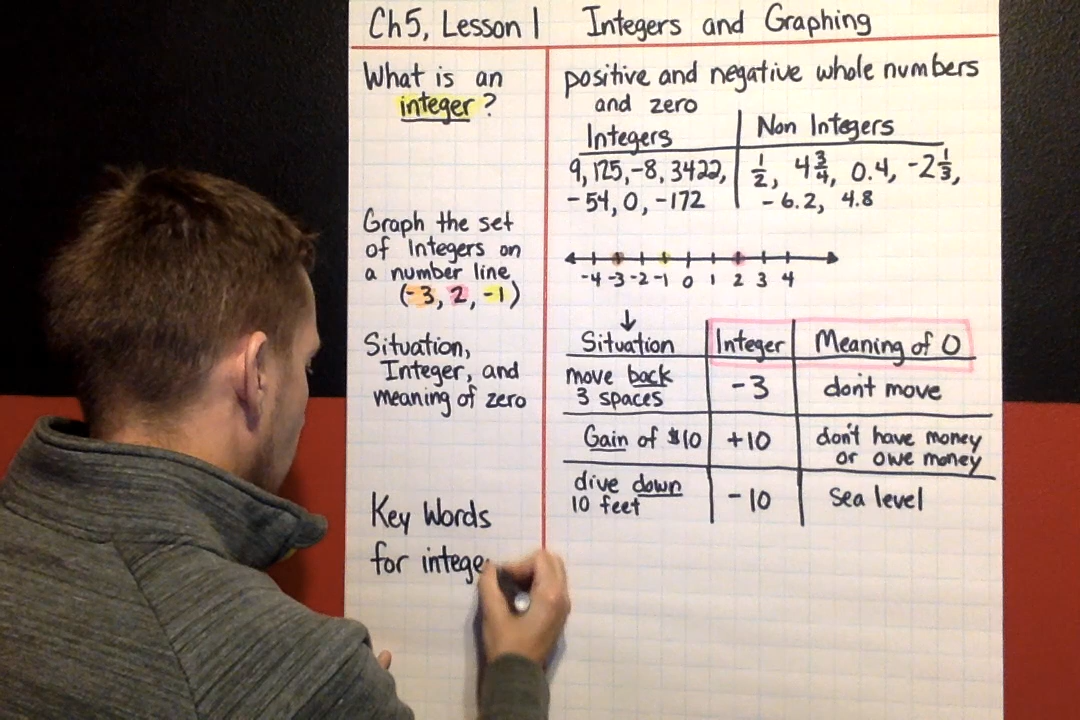 Ch5, Lesson 1 Integers and Graphing
What is an
integer?
positive and negative whole numbers
and zero
Integers
Non Integers
9, 125, -8, 3422,
-54, 0, -172
1/2, 4 3/4, 0.4, -2 1/3,
-6.2, 4.8
Graph the set
of integers on
a number line
(-3, 2, -1)
-4 -3 -2 -1 0 1 2 3 4
Situation,
Integer, and
meaning of zero
Situation Integer Meaning of 0
move back
3 spaces
-3
don't move
Gain of $10
+10
don't have money
or owe money
dive down
10 feet
-10
Sea level
Key Words
for intege